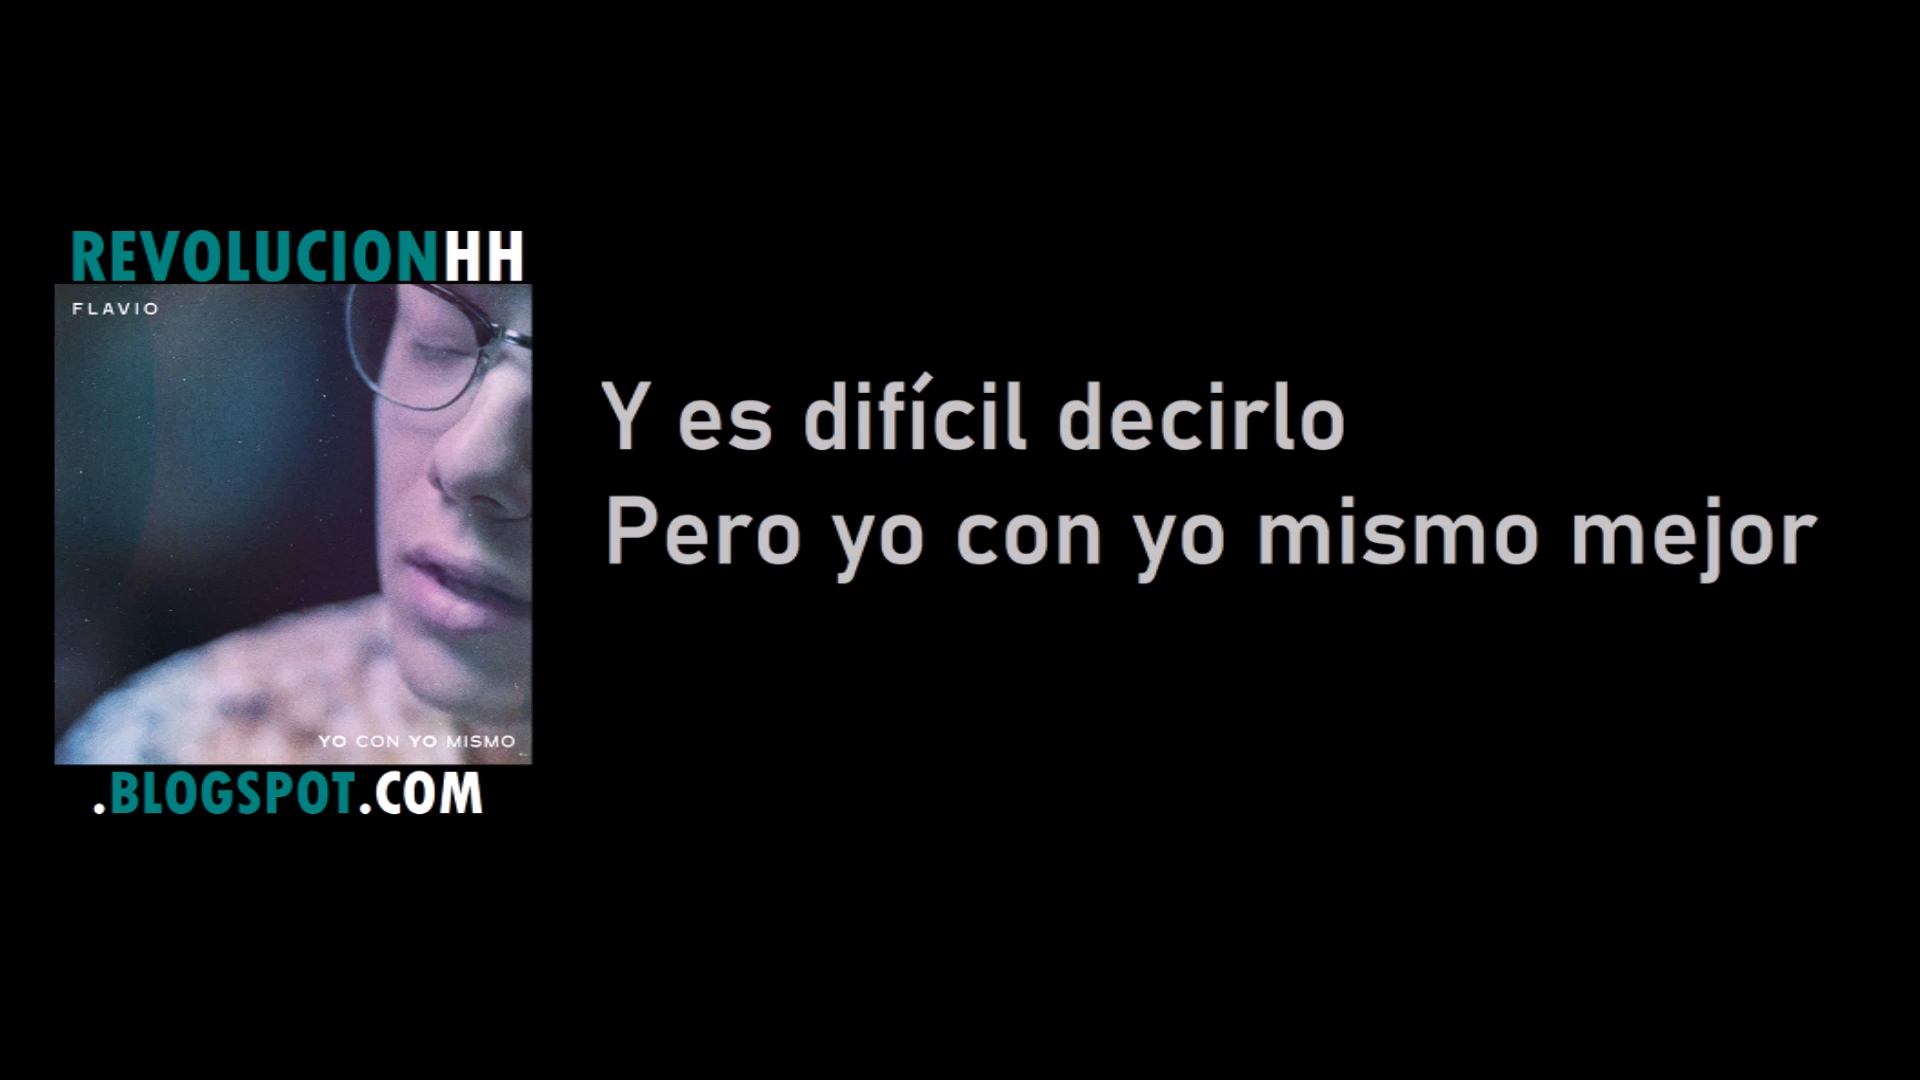 REVOLUCIONHH
FLAVIO
YO CON YO MISMO
.BLOGSPOT.COM
Y es difícil decirlo
Pero yo con yo mismo mejor